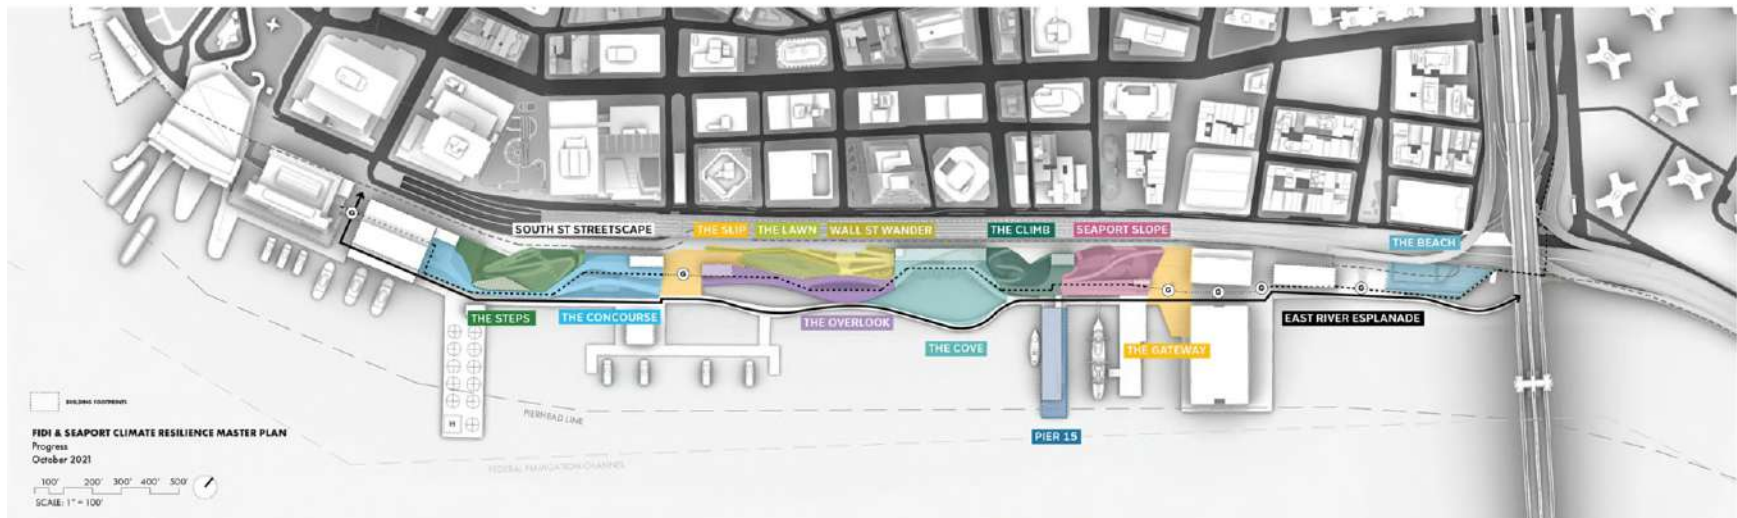 SOUTH ST STREETSCAPE
THE SLIP
THE LAWN
WALL ST WANDER
THE CLIMB
SEAPORT SLOPE
THE BEACH
G
G
G
G
G
G
THE STEPS
THE CONCOURSE
THE OVERLOOK
THE COVE
THE GATEWAY
EAST RIVER ESPLANADE
PIER 15
H
PIERHEAD LINE
FEDERAL NAVIGATION CHANNEL
BUILDING FOOTPRINTS
FIDI & SEAPORT CLIMATE RESILIENCE MASTER PLAN
Progress
October 2021
100' 200' 300' 400' 500'
SCALE: 1" = 100'